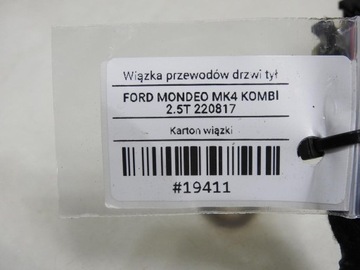 Wiązka przewodów drzwi tył
FORD MONDEO MK4 KOMBI
2.5T 220817
Karton wiązki
#19411